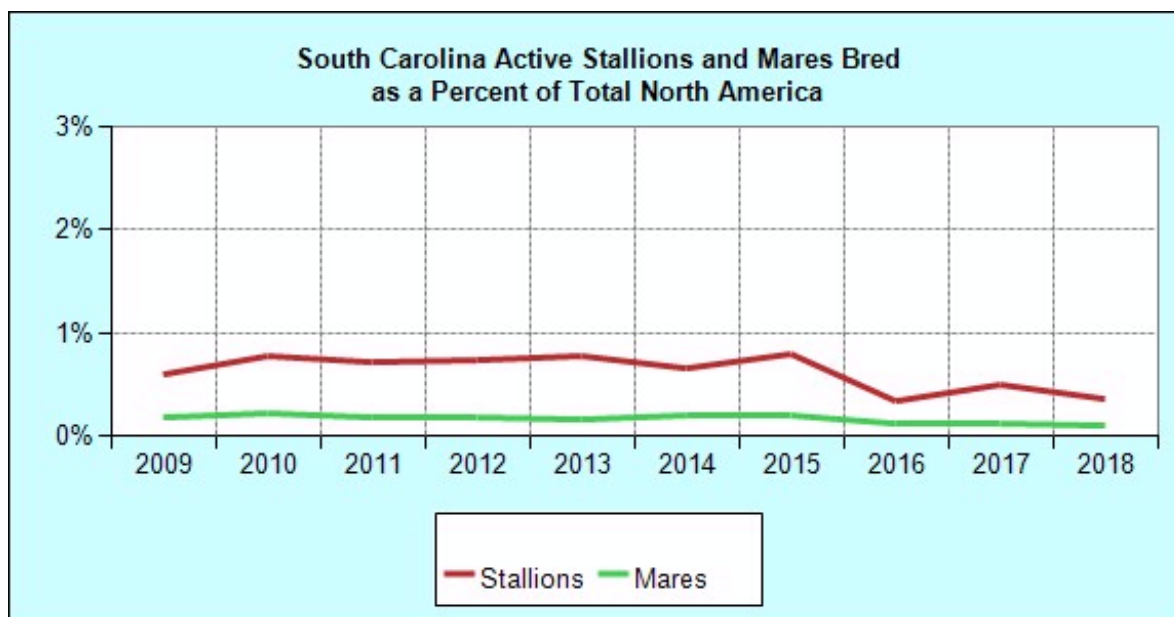 South Carolina Active Stallions and Mares Bred
as a Percent of Total North America
3%
2%
1%
0%
2009 2010 2011 2012 2013 2014 2015 2016 2017 2018
Stallions Mares